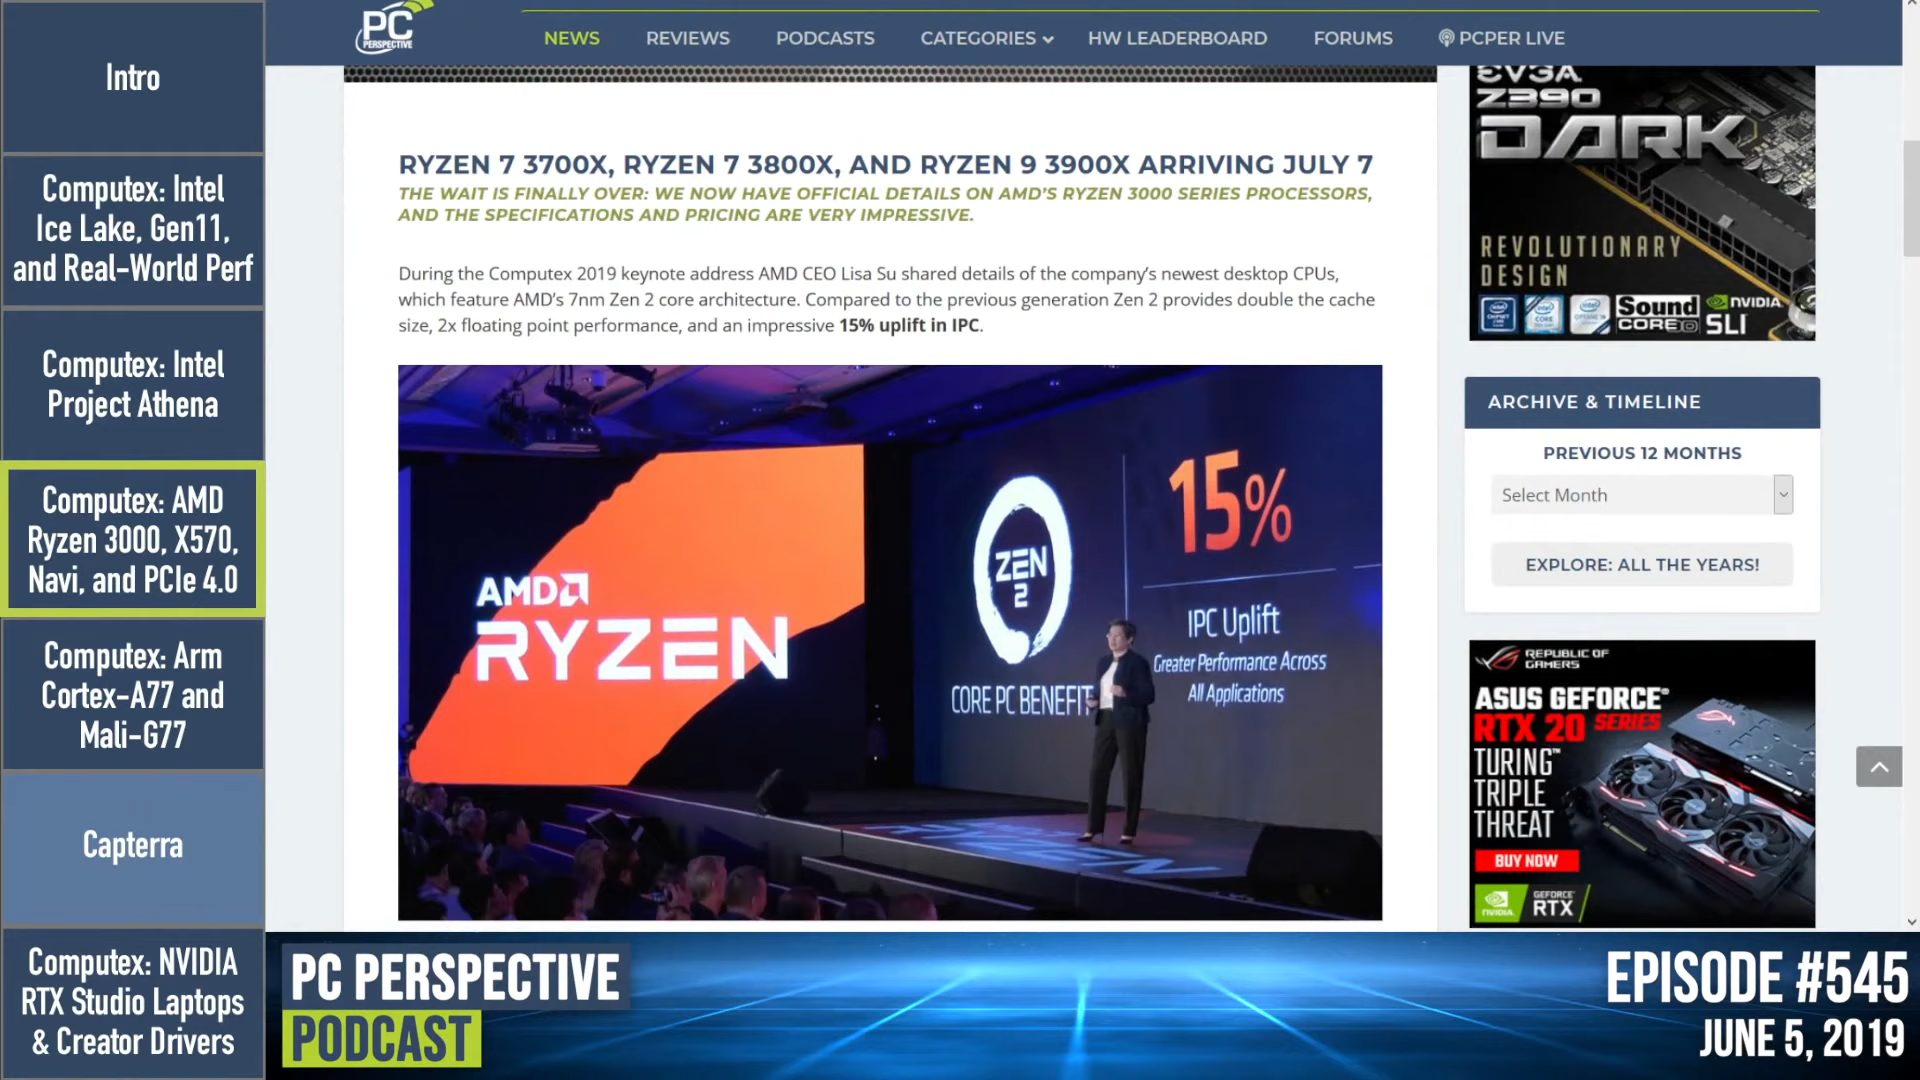 Intro
Computex: Intel
Ice Lake, Gen11,
and Real-World Perf
Computex: Intel
Project Athena
Computex: AMD
Ryzen 3000, X570,
Navi, and PCIe 4.0
Computex: Arm
Cortex-A77 and
Mali-G77
Capterra
Computex: NVIDIA
RTX Studio Laptops
& Creator Drivers
PC
PERSPECTIVE
NEWS
REVIEWS
PODCASTS
CATEGORIES
HW LEADERBOARD
FORUMS
PCPER LIVE
RYZEN 7 3700X, RYZEN 7 3800X, AND RYZEN 9 3900X ARRIVING JULY 7
THE WAIT IS FINALLY OVER: WE NOW HAVE OFFICIAL DETAILS ON AMD'S RYZEN 3000 SERIES PROCESSORS,
AND THE SPECIFICATIONS AND PRICING ARE VERY IMPRESSIVE.
During the Computex 2019 keynote address AMD CEO Lisa Su shared details of the company's newest desktop CPUs,
which feature AMD's 7nm Zen 2 core architecture. Compared to the previous generation Zen 2 provides double the cache
size, 2x floating point performance, and an impressive 15% uplift in IPC.
AMD
RYZEN
ZEN
2
CORE PC BENEFIT
15%
IPC Uplift
Greater Performance Across
All Applications
RYZEN
EVGA
Z390
DARK
REVOLUTIONARY
DESIGN
Sound
CORE3D
NVIDIA
SLI
ARCHIVE & TIMELINE
PREVIOUS 12 MONTHS
Select Month
EXPLORE: ALL THE YEARS!
REPUBLIC OF
GAMERS
ASUS GEFORCE®
RTX 20 SERIES
TURING™
TRIPLE
THREAT
BUY NOW
NVIDIA
GEFORCE
RTX
PC PERSPECTIVE
PODCAST
EPISODE #545
JUNE 5, 2019